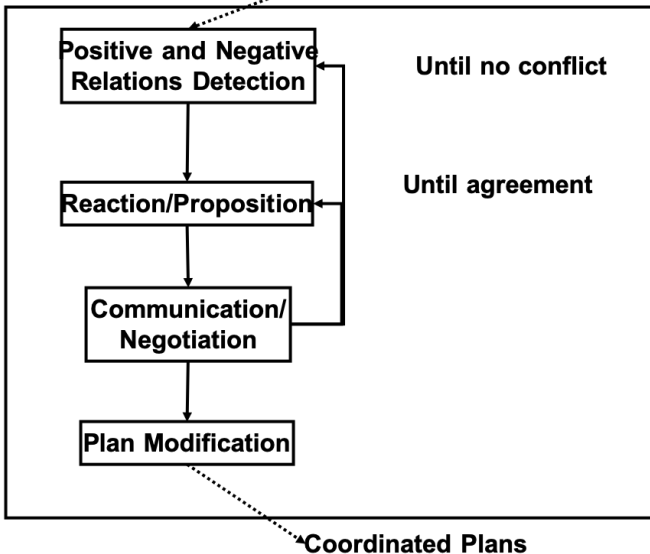 Positive and Negative
Relations Detection
Until no conflict
Until agreement
Reaction/Proposition
Communication/
Negotiation
Plan Modification
Coordinated Plans